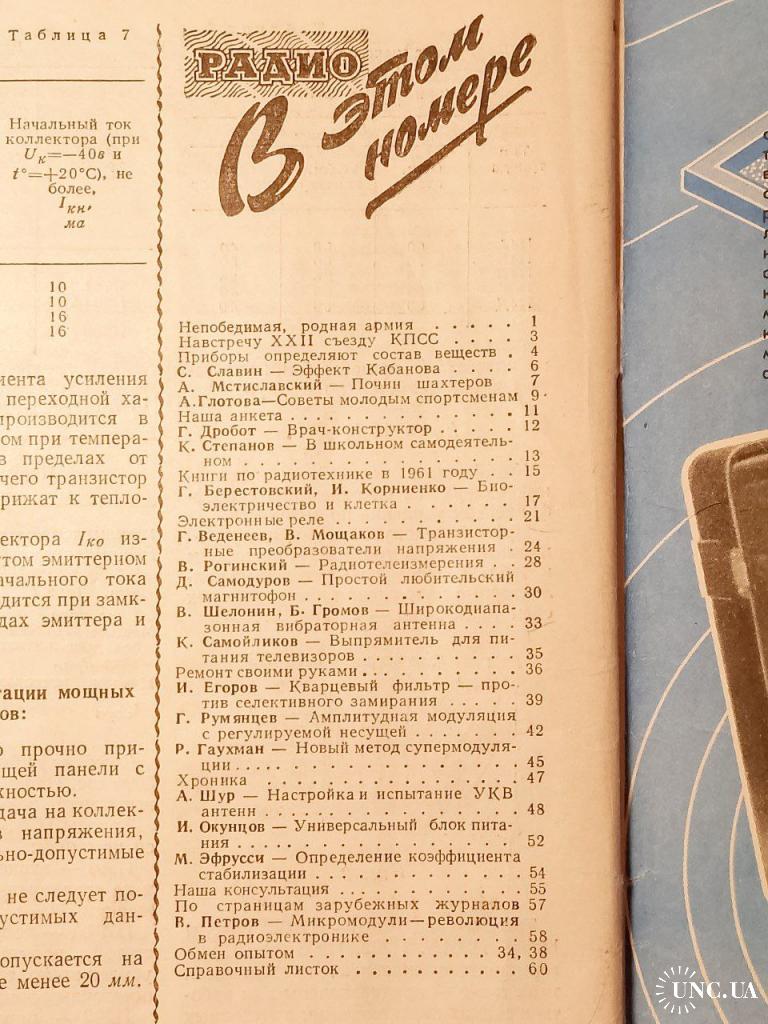 Таблица 7
Начальный ток
коллектора (при
Uк=—40в и
t°=+20°С), не
более,
Iкн,
ма
10
10
16
16
иента усиления
переходной ха-
производится в
ом при темпера-
в пределах от
чего транзистор
рижат к тепло-
ектора Iко из-
том эмиттерном
ачального тока
дится при замк-
дах эмиттера и
тации мощных
ов:
о прочно при-
щей панели с
хностью.
дача на коллек-
в напряжения,
ьно-допустимые
не следует по-
устимых дан-
опускается на
е менее 20 мм.
РАДИО
В этом
номере
Непобедимая, родная армия . . . . . 1
Навстречу XXII съезду КПСС . . . . 3
Приборы определяют состав веществ . 4
С. Славин — Эффект Кабанова . . . . 6
А. Мстиславский — Почин шахтеров 7
А. Глотова—Советы молодым спортсменам 9
Наша анкета . . . . . . . . . . . . . 11
Г. Дробот — Врач-конструктор . . . . . 12
К. Степанов — В школьном самодеятель-
ном . . . . . . . . . . . . . . . 13
Книги по радиотехнике в 1961 году . . 15
Г. Берестовский, И. Корниенко — Био-
электричество и клетка . . . . . . 17
Электронные реле . . . . . . . . . . 21
Г. Веденеев, В. Мощаков — Транзистор-
ные преобразователи напряжения . 24
В. Рогинский — Радиотелеизмерения . . 28
Д. Самодуров — Простой любительский
магнитофон . . . . . . . . . . . . 30
В. Шелонин, Б. Громов — Широкодиапа-
зонная вибраторная антенна . . . . 33
К. Самойликов — Выпрямитель для пи-
тания телевизоров . . . . . . . . . 35
Ремонт своими руками . . . . . . . . . 36
И. Егоров — Кварцевый фильтр — про-
тив селективного замирания . . . . 39
Г. Румянцев — Амплитудная модуляция
с регулируемой несущей . . . . . . 42
Р. Гаухман — Новый метод супермодуля-
ции . . . . . . . . . . . . . . . 45
Хроника . . . . . . . . . . . . . . . 47
А. Шур — Настройка и испытание УКВ
антенн . . . . . . . . . . . . . . 48
И. Окунцов — Универсальный блок пита-
ния . . . . . . . . . . . . . . . 52
М. Эфрусси — Определение коэффициента
стабилизации . . . . . . . . . . . 54
Наша консультация . . . . . . . . . . 55
По страницам зарубежных журналов 57
В. Петров — Микромодули—революция
в радиоэлектронике . . . . . . . . 58
Обмен опытом . . . . . . . . . . . 34, 38
Справочный листок . . . . . . . . . . 60
UNC.UA